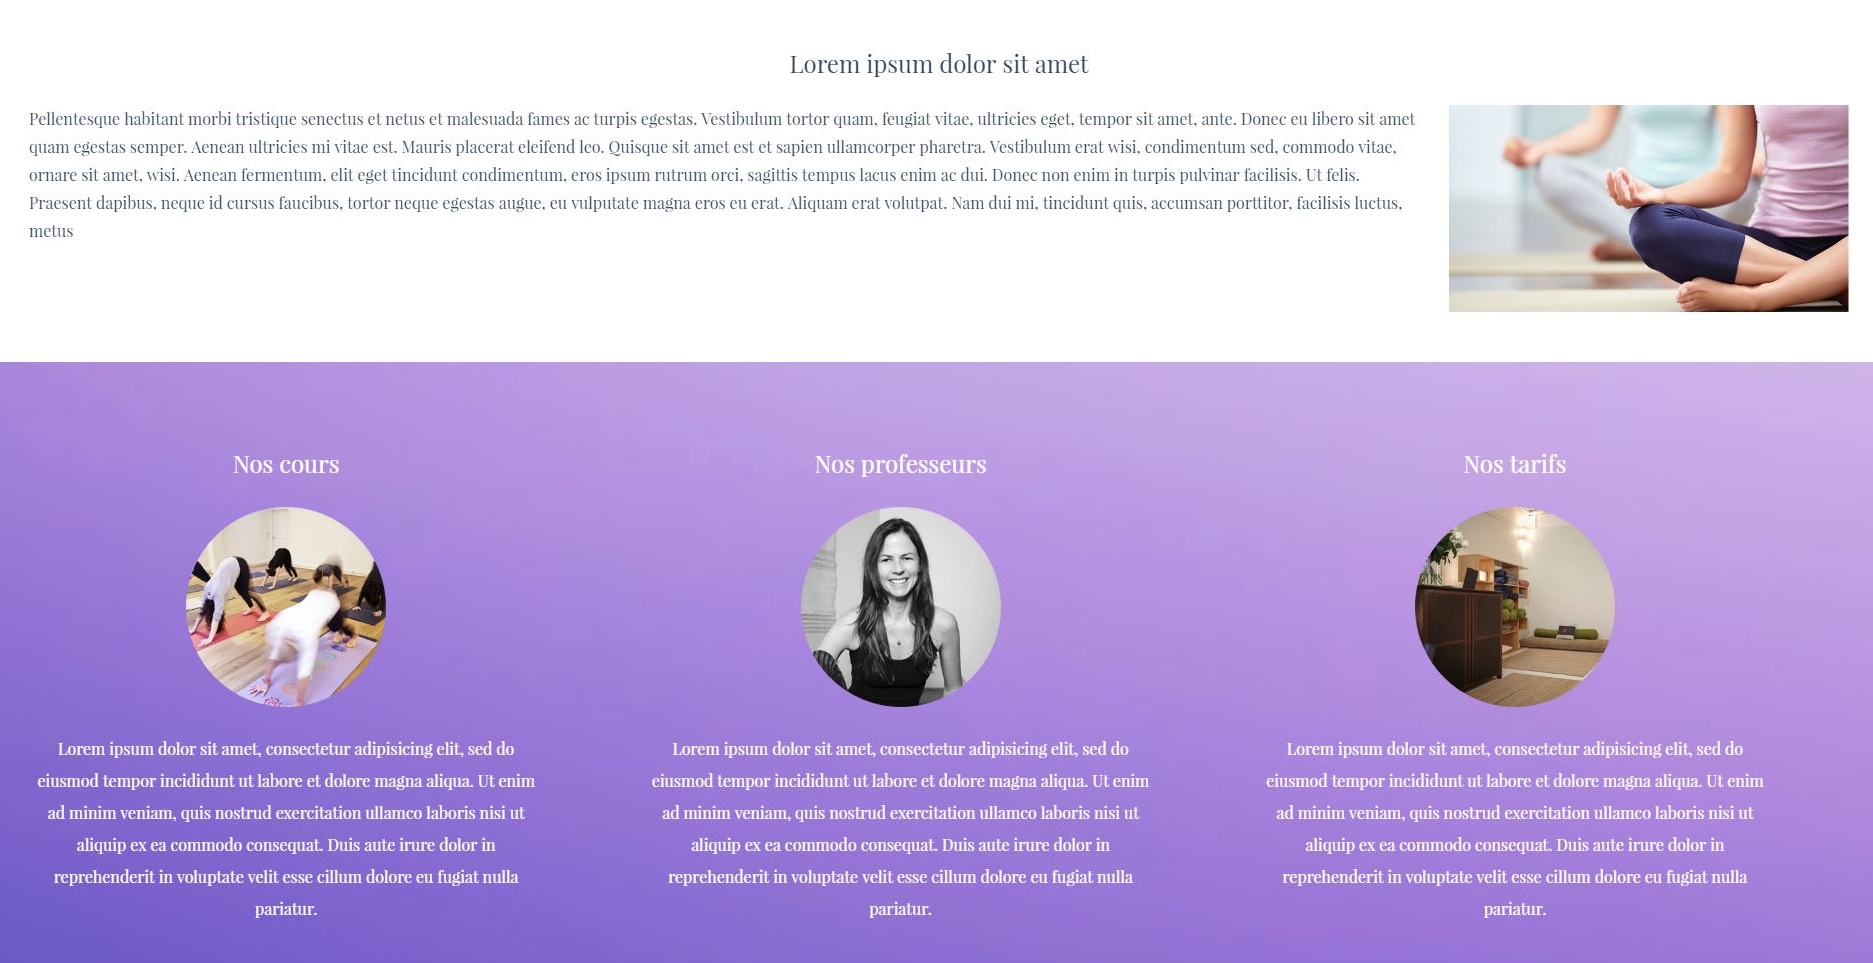 Lorem ipsum dolor sit amet
Pellentesque habitant morbi tristique senectus et netus et malesuada fames ac turpis egestas. Vestibulum tortor quam, feugiat vitae, ultricies eget, tempor sit amet, ante. Donec eu libero sit amet
quam egestas semper. Aenean ultricies mi vitae est. Mauris placerat eleifend leo. Quisque sit amet est et sapien ullamcorper pharetra. Vestibulum erat wisi, condimentum sed, commodo vitae,
ornare sit amet, wisi. Aenean fermentum, elit eget tincidunt condimentum, eros ipsum rutrum orci, sagittis tempus lacus enim ac dui. Donec non enim in turpis pulvinar facilisis. Ut felis.
Praesent dapibus, neque id cursus faucibus, tortor neque egestas augue, eu vulputate magna eros eu erat. Aliquam erat volutpat. Nam dui mi, tincidunt quis, accumsan porttitor, facilisis luctus,
metus
Nos cours
Lorem ipsum dolor sit amet, consectetur adipisicing elit, sed do
eiusmod tempor incididunt ut labore et dolore magna aliqua. Ut enim
ad minim veniam, quis nostrud exercitation ullamco laboris nisi ut
aliquip ex ea commodo consequat. Duis aute irure dolor in
reprehenderit in voluptate velit esse cillum dolore eu fugiat nulla
pariatur.
Nos professeurs
Lorem ipsum dolor sit amet, consectetur adipisicing elit, sed do
eiusmod tempor incididunt ut labore et dolore magna aliqua. Ut enim
ad minim veniam, quis nostrud exercitation ullamco laboris nisi ut
aliquip ex ea commodo consequat. Duis aute irure dolor in
reprehenderit in voluptate velit esse cillum dolore eu fugiat nulla
pariatur.
Nos tarifs
Lorem ipsum dolor sit amet, consectetur adipisicing elit, sed do
eiusmod tempor incididunt ut labore et dolore magna aliqua. Ut enim
ad minim veniam, quis nostrud exercitation ullamco laboris nisi ut
aliquip ex ea commodo consequat. Duis aute irure dolor in
reprehenderit in voluptate velit esse cillum dolore eu fugiat nulla
pariatur.